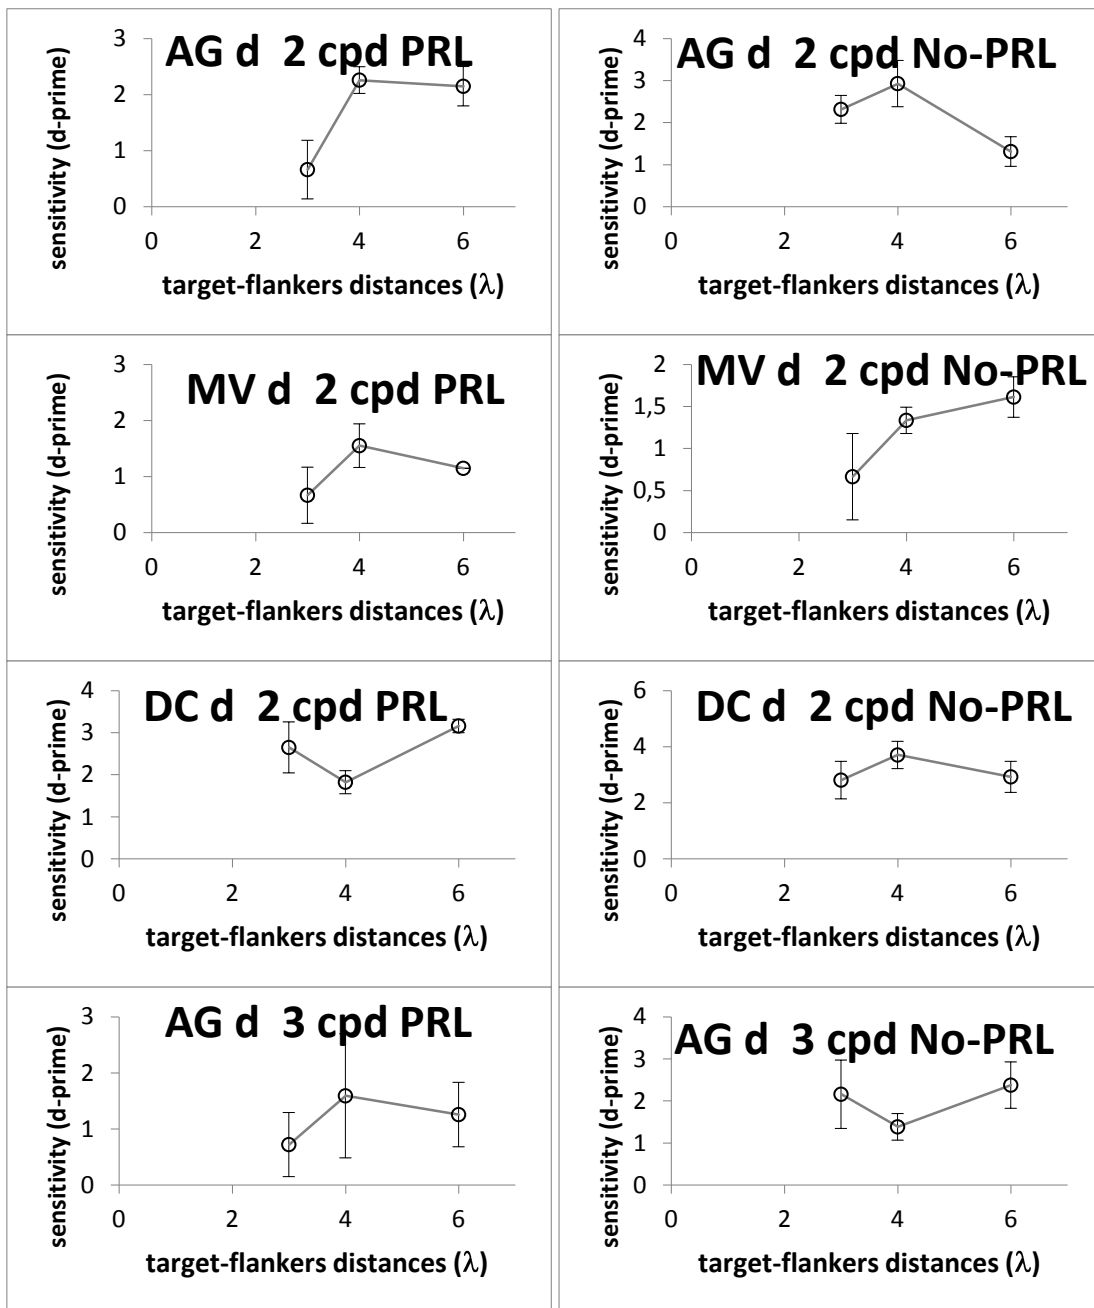 AG d 2 cpd PRL
sensitivity (d-prime)
3
2
1
0
0 2 4 6
target-flankers distances (λ)
AG d 2 cpd No-PRL
sensitivity (d-prime)
4
3
2
1
0
0 2 4 6
target-flankers distances (λ)
MV d 2 cpd PRL
sensitivity (d-prime)
3
2
1
0
0 2 4 6
target-flankers distances (λ)
MV d 2 cpd No-PRL
sensitivity (d-prime)
2
1,5
1
0,5
0
0 2 4 6
target-flankers distances (λ)
DC d 2 cpd PRL
sensitivity (d-prime)
4
3
2
1
0
0 2 4 6
target-flankers distances (λ)
DC d 2 cpd No-PRL
sensitivity (d-prime)
6
4
2
0
0 2 4 6
target-flankers distances (λ)
AG d 3 cpd PRL
sensitivity (d-prime)
3
2
1
0
0 2 4 6
target-flankers distances (λ)
AG d 3 cpd No-PRL
sensitivity (d-prime)
4
3
2
1
0
0 2 4 6
target-flankers distances (λ)